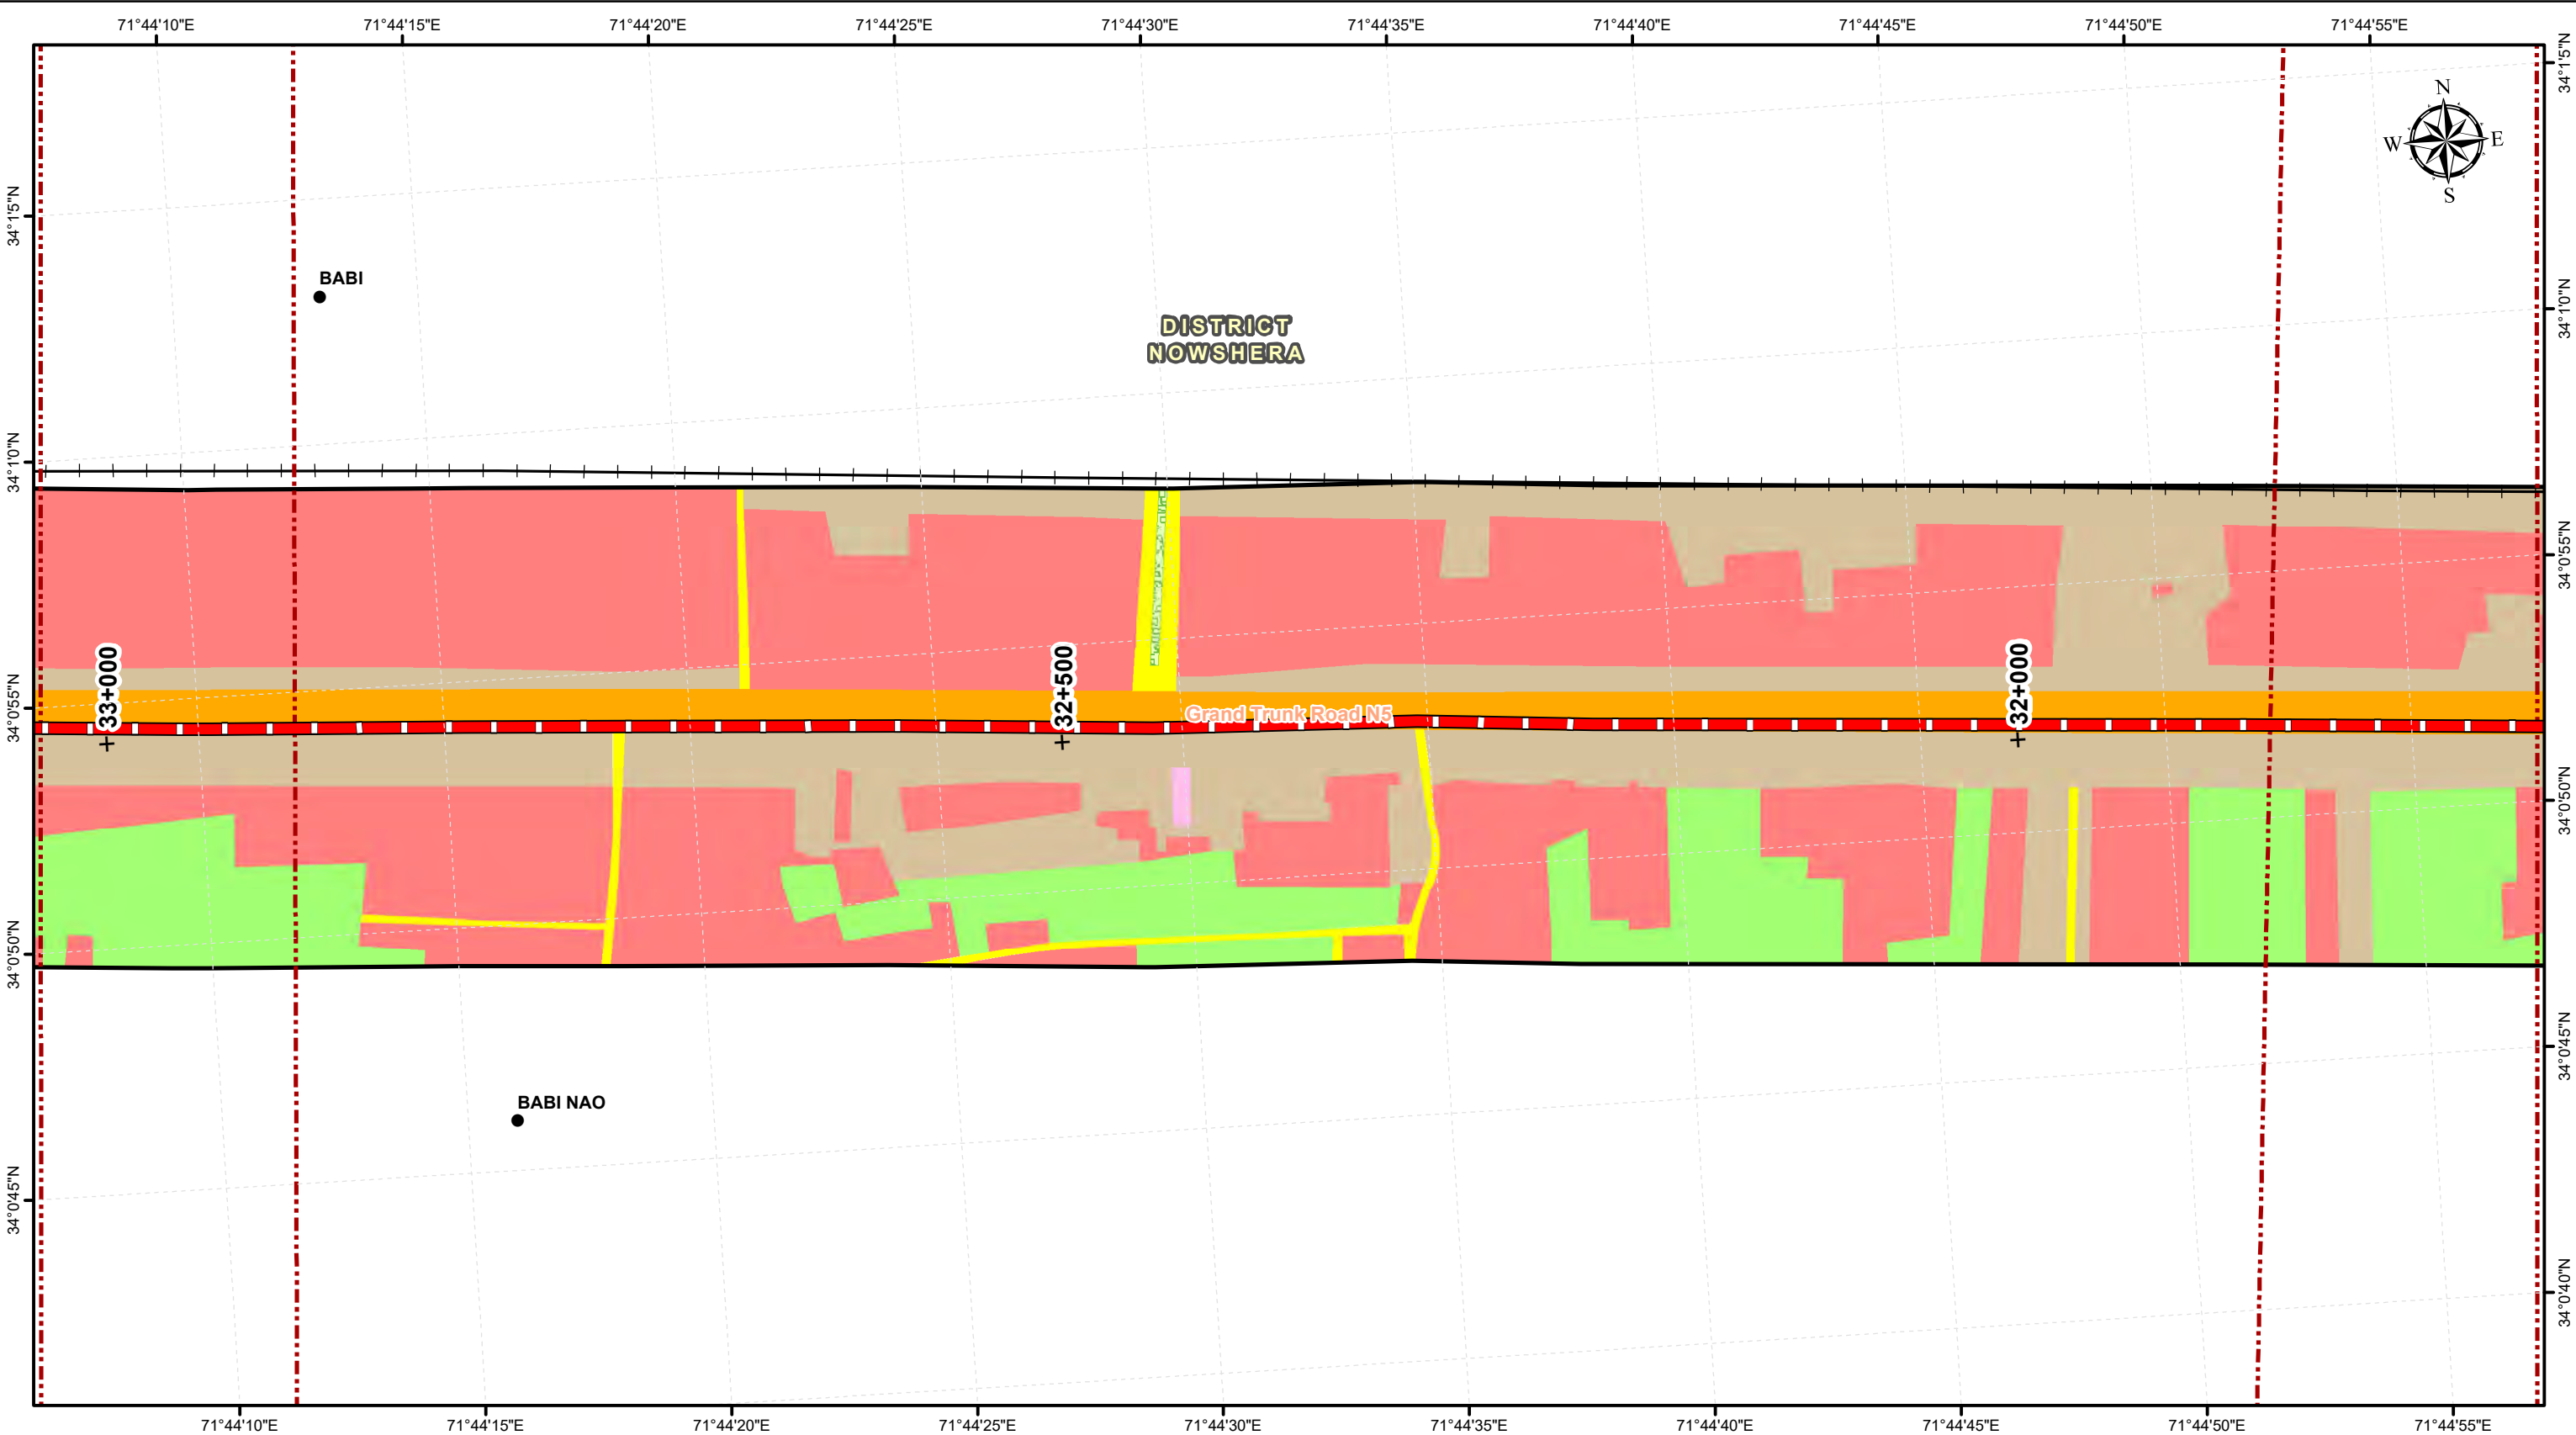 71°44'10"E
71°44'15"E
71°44'20"E
71°44'25"E
71°44'30"E
71°44'35"E
71°44'40"E
71°44'45"E
71°44'50"E
71°44'55"E
34°1'5"N
34°1'5"N
N
W
E
S
BABI
DISTRICT
NOWSHERA
34°1'0"N
34°1'0"N
34°0'55"N
34°0'55"N
33+000
32+500
32+000
Grand Trunk Road N5
34°0'50"N
34°0'50"N
BABI NAO
34°0'45"N
34°0'45"N
34°0'40"N
71°44'10"E
71°44'15"E
71°44'20"E
71°44'25"E
71°44'30"E
71°44'35"E
71°44'40"E
71°44'45"E
71°44'50"E
71°44'55"E